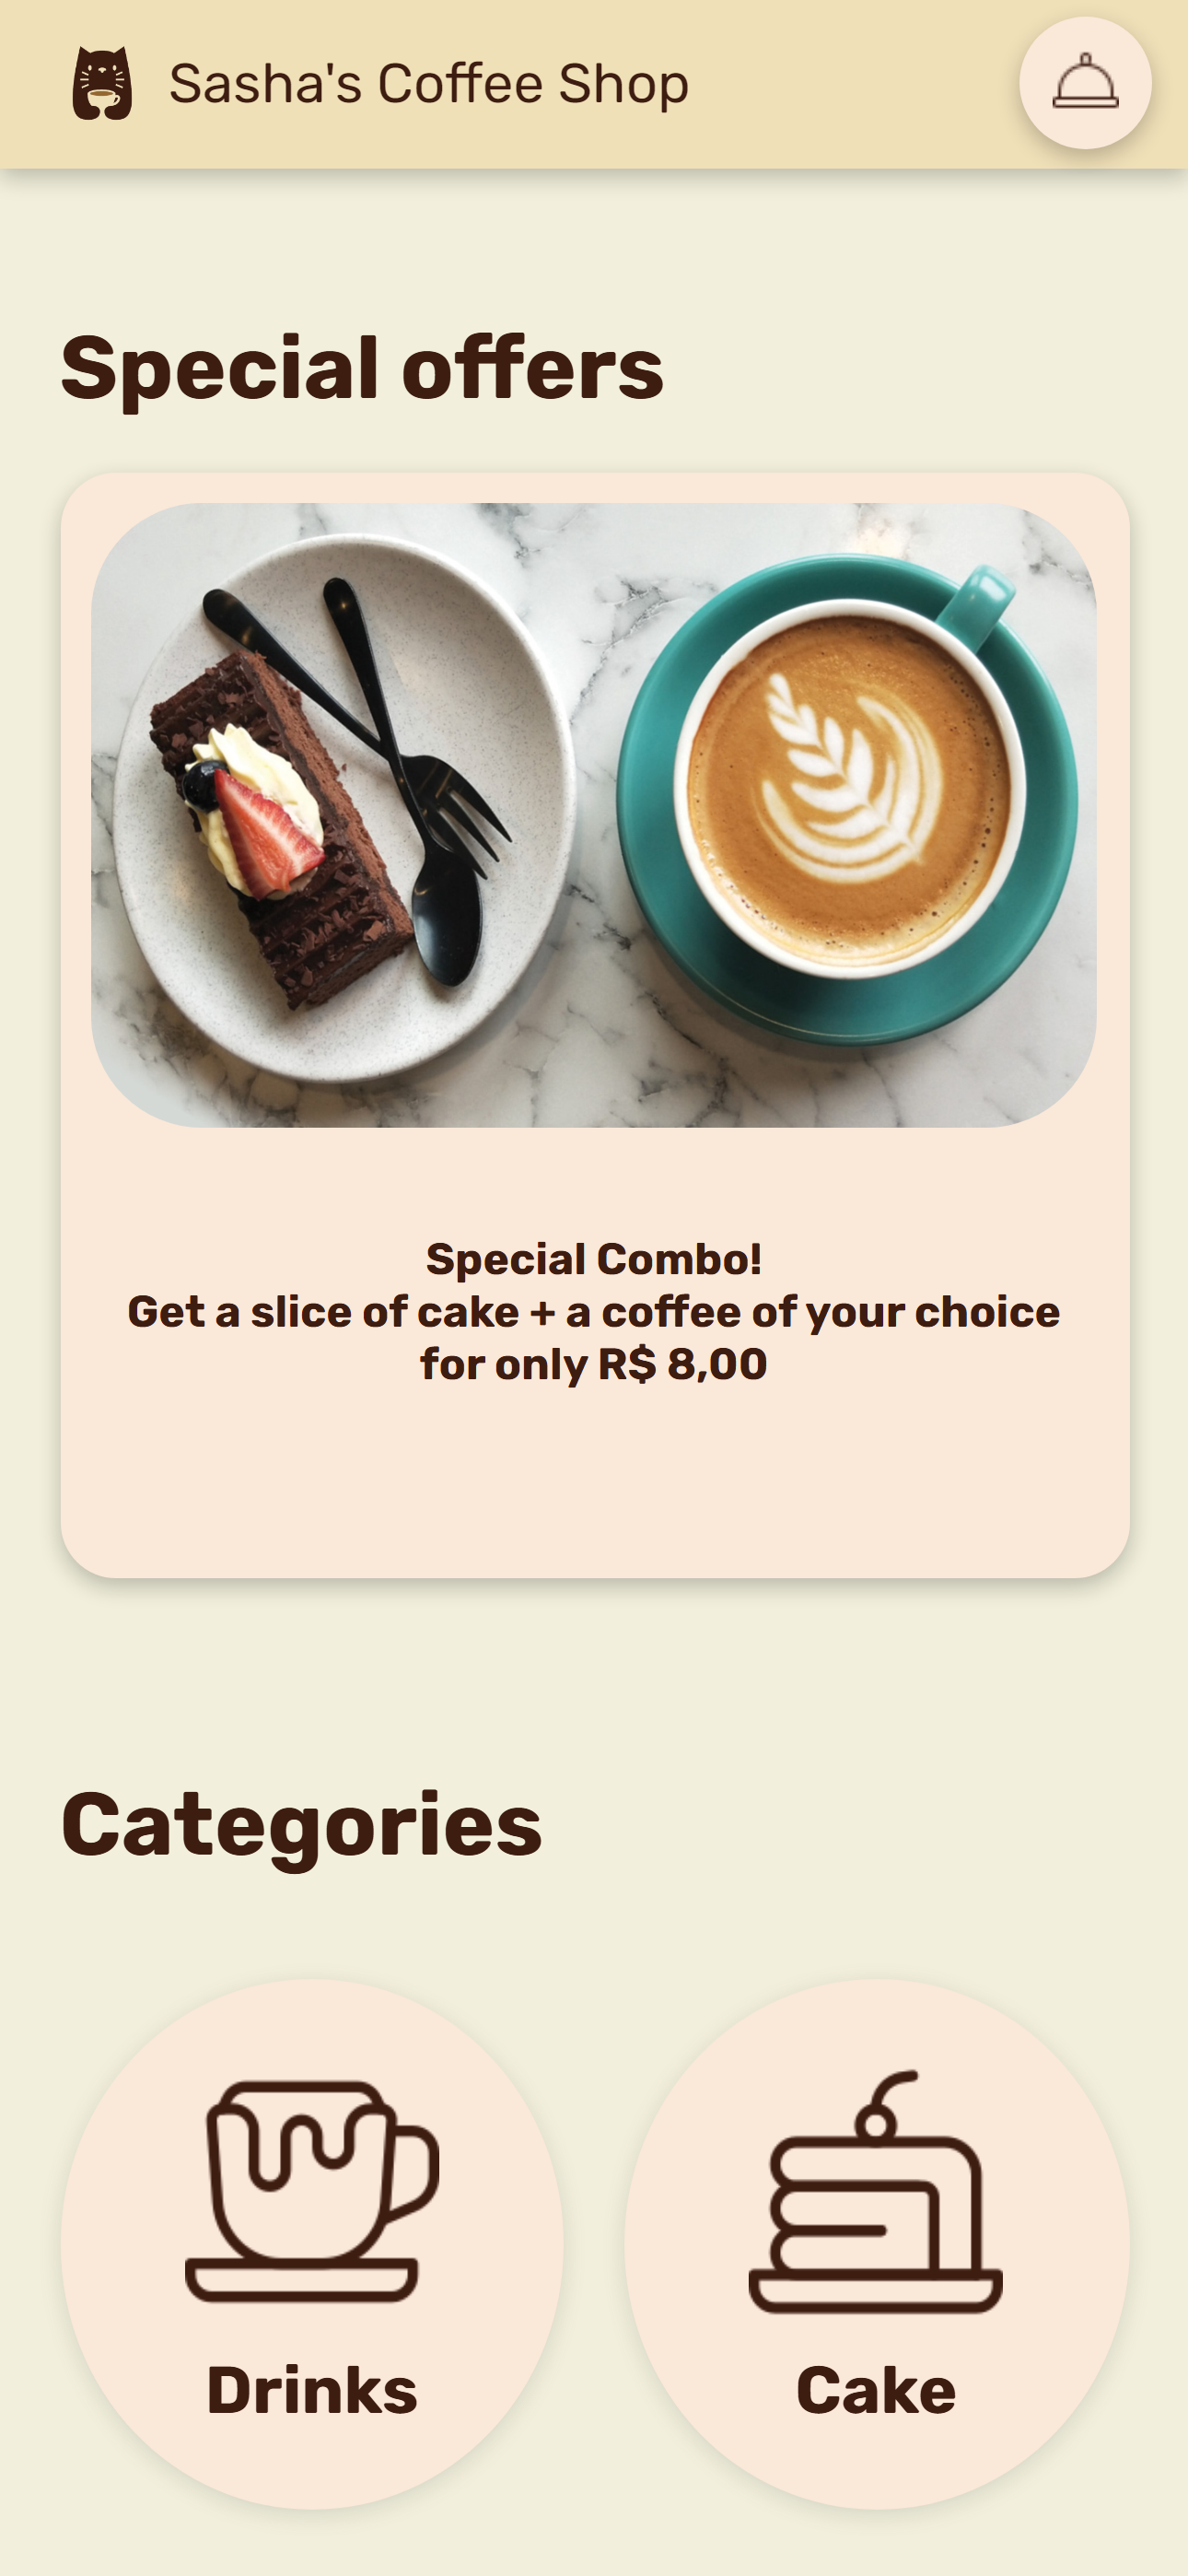 Sasha's Coffee Shop
Special offers
Special Combo!
Get a slice of cake + a coffee of your choice
for only R$ 8,00
Categories
Drinks
Cake